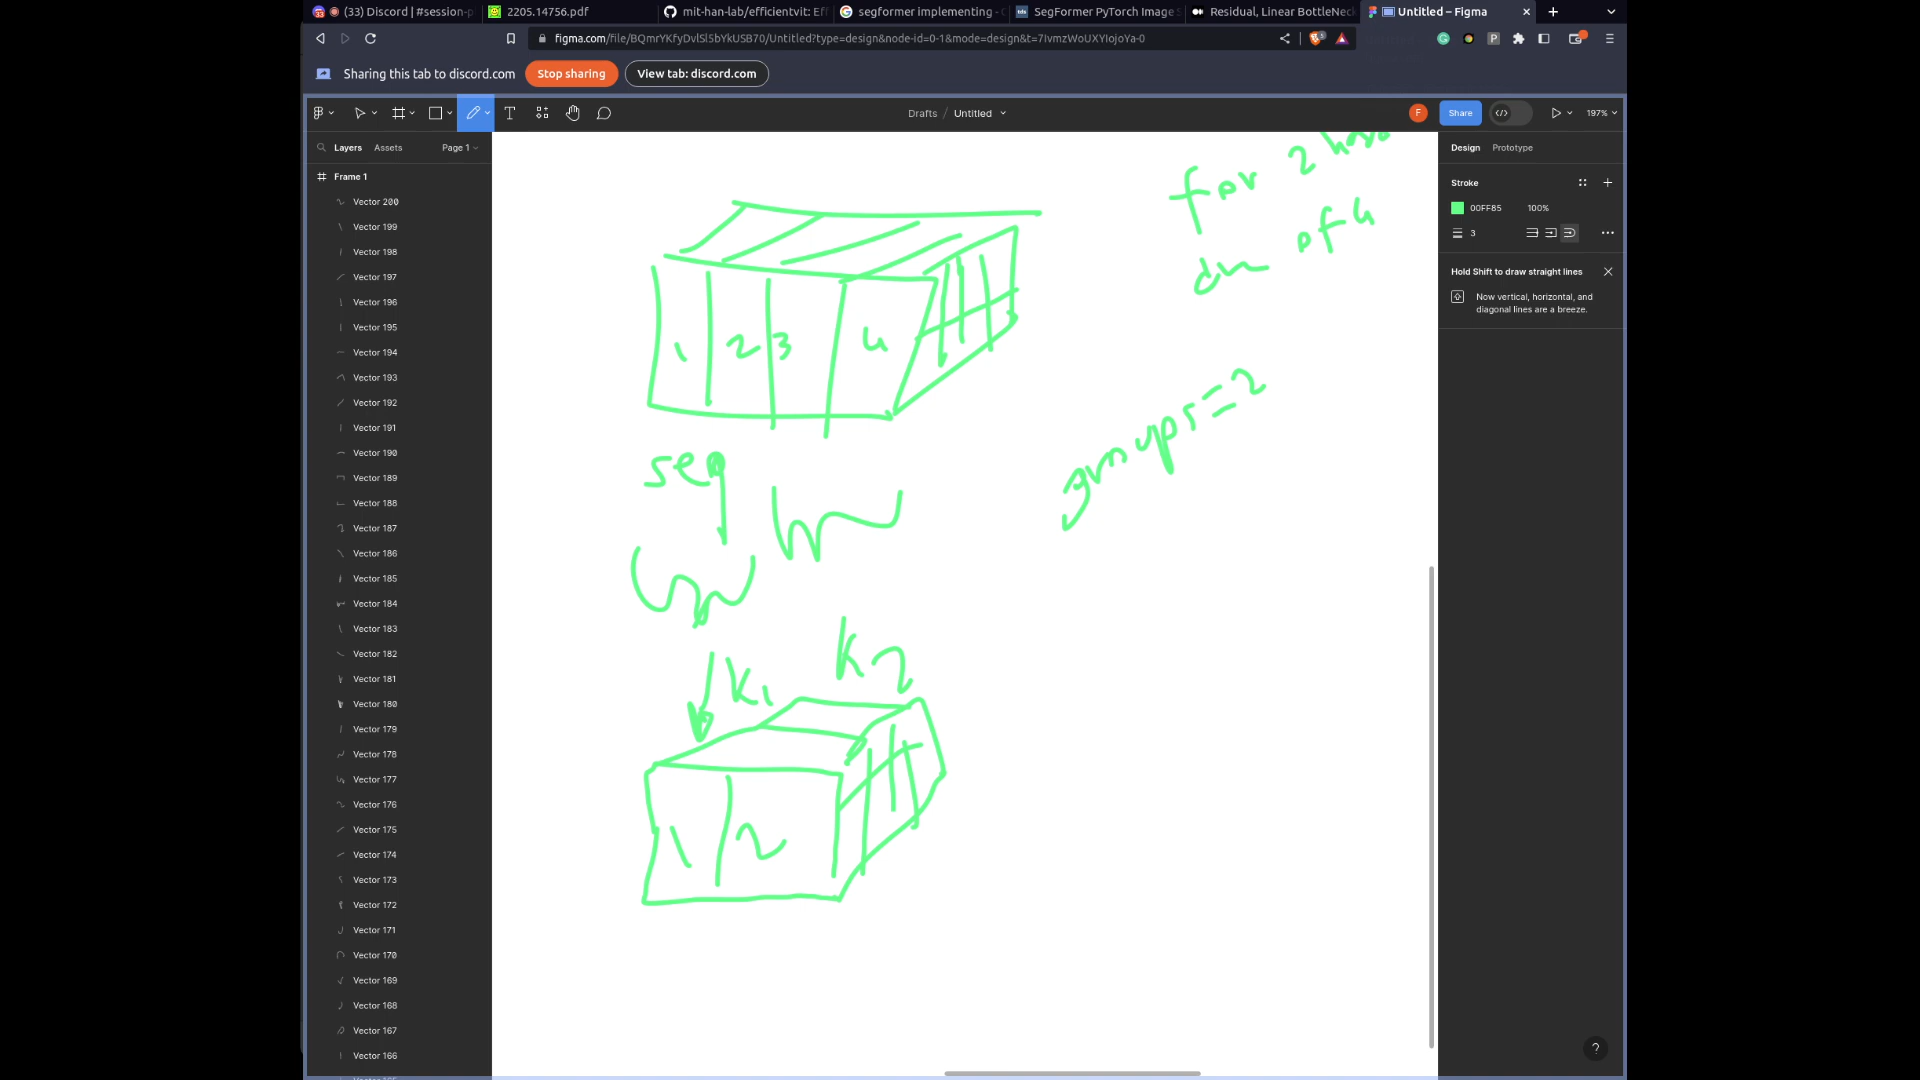 (33) Discord | #session-p
2205.14756.pdf
mit-han-lab/efficientvit: Eff
segformer implementing - G
SegFormer PyTorch Image S
Residual, Linear BottleNeck
Untitled – Figma
figma.com/file/BQmrYKfyDvlSl5bYkUSB70/Untitled?type=design&node-id=0-1&mode=design&t=7IvmzWoUXYIojoYa-0
Sharing this tab to discord.com
Stop sharing
View tab: discord.com
Drafts / Untitled
F
Share
197%
Layers
Assets
Page 1
Frame 1
Vector 200
Vector 199
Vector 198
Vector 197
Vector 196
Vector 195
Vector 194
Vector 193
Vector 192
Vector 191
Vector 190
Vector 189
Vector 188
Vector 187
Vector 186
Vector 185
Vector 184
Vector 183
Vector 182
Vector 181
Vector 180
Vector 179
Vector 178
Vector 177
Vector 176
Vector 175
Vector 174
Vector 173
Vector 172
Vector 171
Vector 170
Vector 169
Vector 168
Vector 167
Vector 166
for 2
of 4
1 2 3 4
groups=2
seq
k1 k2
1 2
Design
Prototype
Stroke
00FF85 100%
3
Hold Shift to draw straight lines
Now vertical, horizontal, and
diagonal lines are a breeze.
?